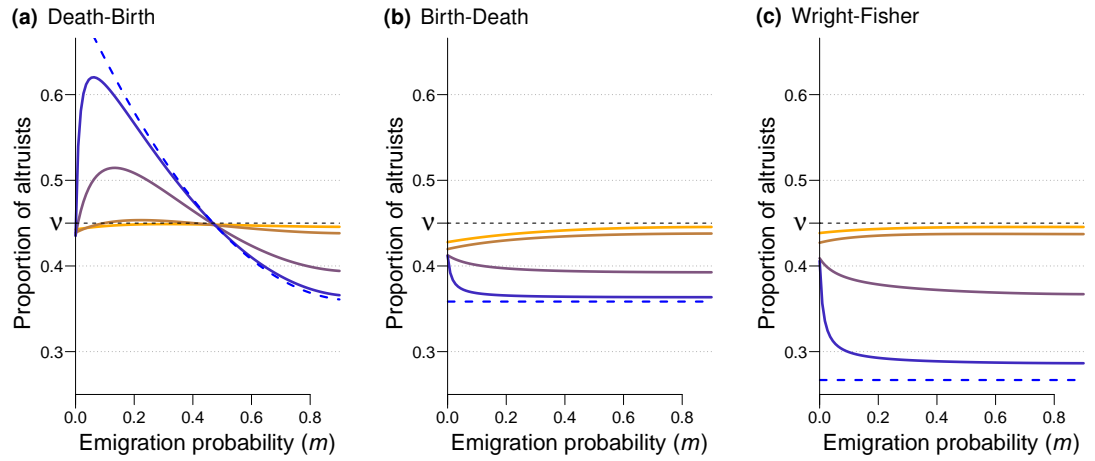 (a) Death-Birth
Proportion of altruists
0.6
0.5
ν
0.4
0.3
0.0 0.2 0.4 0.6 0.8
Emigration probability (m)
(b) Birth-Death
Proportion of altruists
0.6
0.5
ν
0.4
0.3
0.0 0.2 0.4 0.6 0.8
Emigration probability (m)
(c) Wright-Fisher
Proportion of altruists
0.6
0.5
ν
0.4
0.3
0.0 0.2 0.4 0.6 0.8
Emigration probability (m)